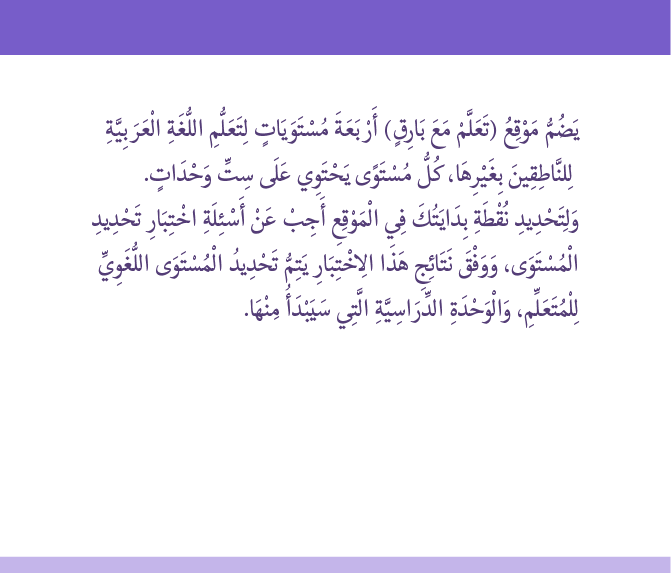 يَضُمُّ مَوْقِعُ (تَعَلَّمْ مَعَ بَارِقٍ) أَرْبَعَةَ مُسْتَوَيَاتٍ لِتَعَلُّمِ اللُّغَةِ الْعَرَبِيَّةِ
لِلنَّاطِقِينَ بِغَيْرِهَا، كُلُّ مُسْتَوًى يَحْتَوِي عَلَى سِتِّ وَحْدَاتٍ.
وَلِتَحْدِيدِ نُقْطَةِ بِدَايَتُكَ فِي الْمَوْقِعِ أَجِبْ عَنْ أَسْئِلَةِ اخْتِبَارِ تَحْدِيدِ
الْمُسْتَوَى، وَوَفْقَ نَتَائِجِ هَذَا الِاخْتِبَارِ يَتِمُّ تَحْدِيدُ الْمُسْتَوَى اللُّغَوِيِّ
لِلْمُتَعَلِّمِ، وَالْوَحْدَةِ الدِّرَاسِيَّةِ الَّتِي سَيَبْدَأُ مِنْهَا.